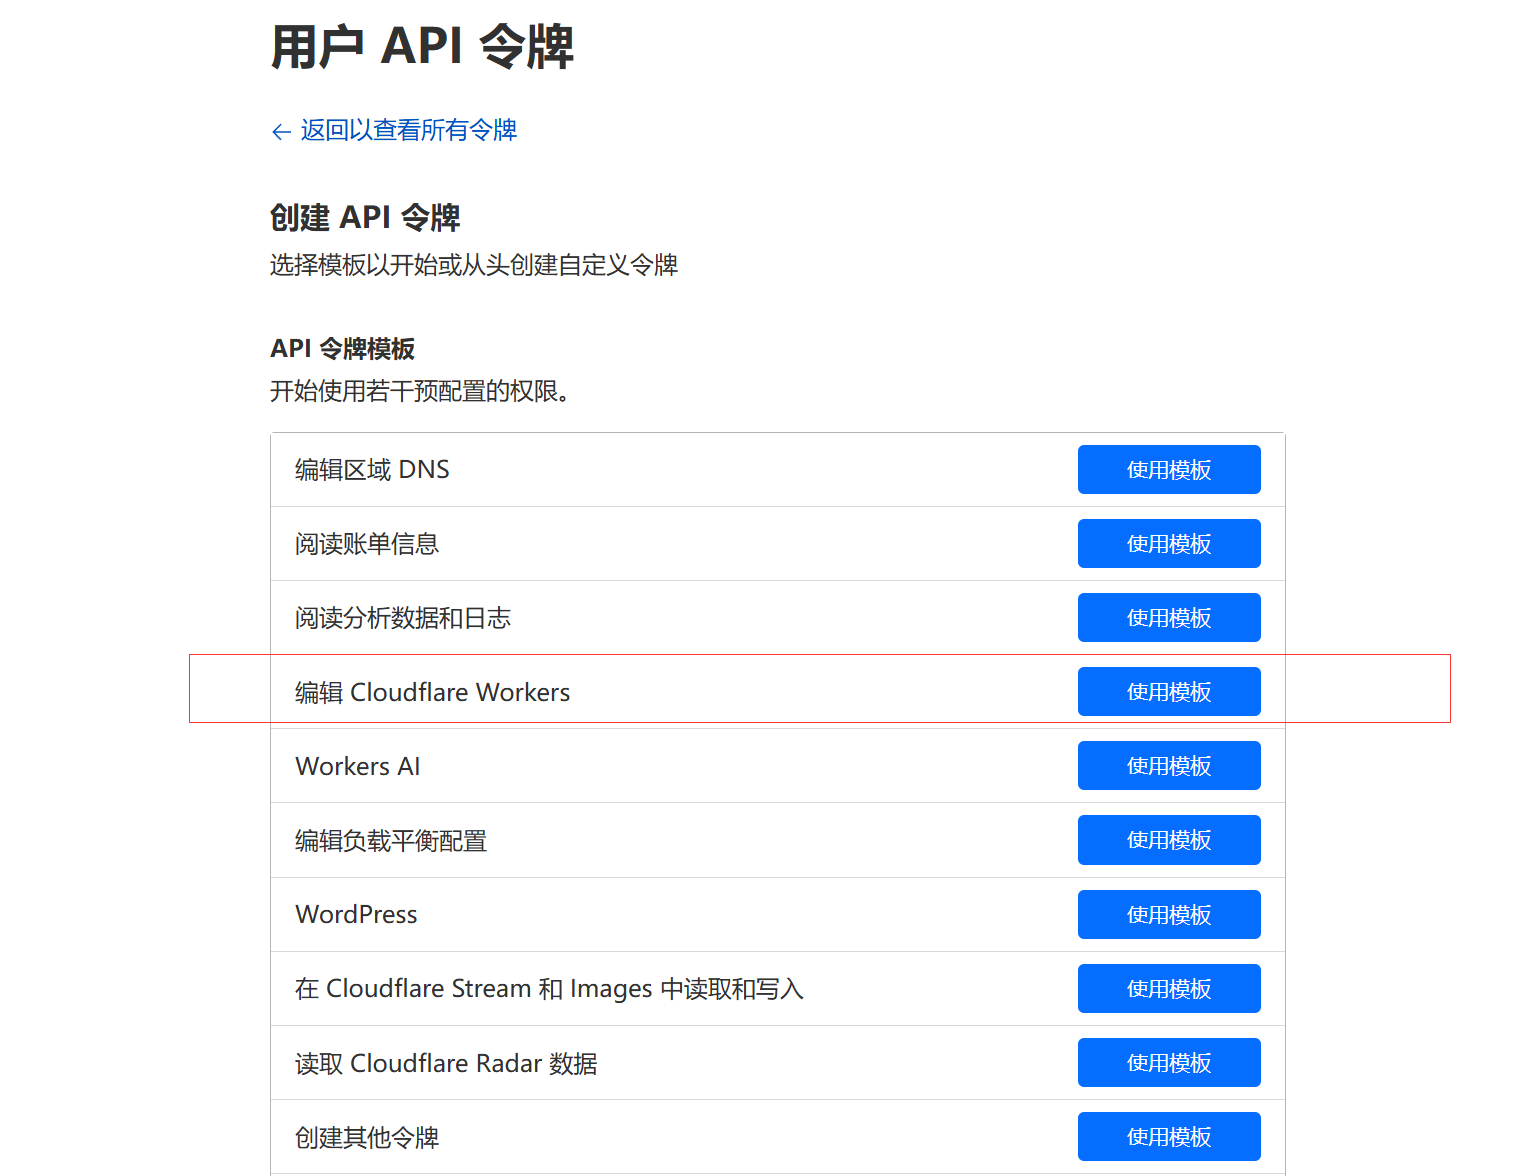 用户 API 令牌
← 返回以查看所有令牌
创建 API 令牌
选择模板以开始或从头创建自定义令牌
API 令牌模板
开始使用若干预配置的权限。
编辑区域 DNS 使用模板
阅读账单信息 使用模板
阅读分析数据和日志 使用模板
编辑 Cloudflare Workers 使用模板
Workers AI 使用模板
编辑负载平衡配置 使用模板
WordPress 使用模板
在 Cloudflare Stream 和 Images 中读取和写入 使用模板
读取 Cloudflare Radar 数据 使用模板
创建其他令牌 使用模板